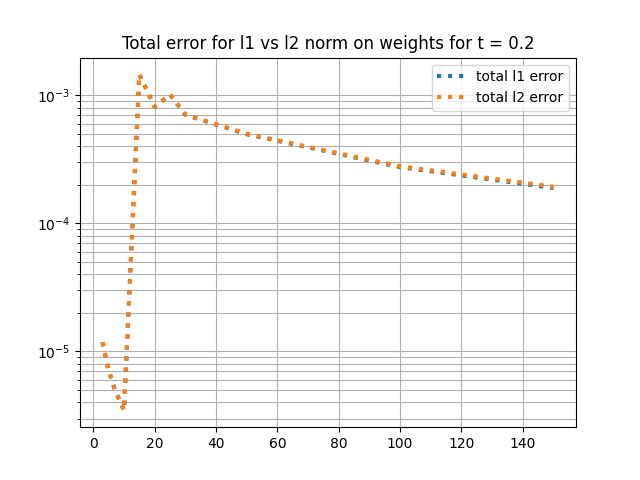 Total error for l1 vs l2 norm on weights for t = 0.2
total l1 error
total l2 error
10⁻³
10⁻⁴
10⁻⁵
0 20 40 60 80 100 120 140